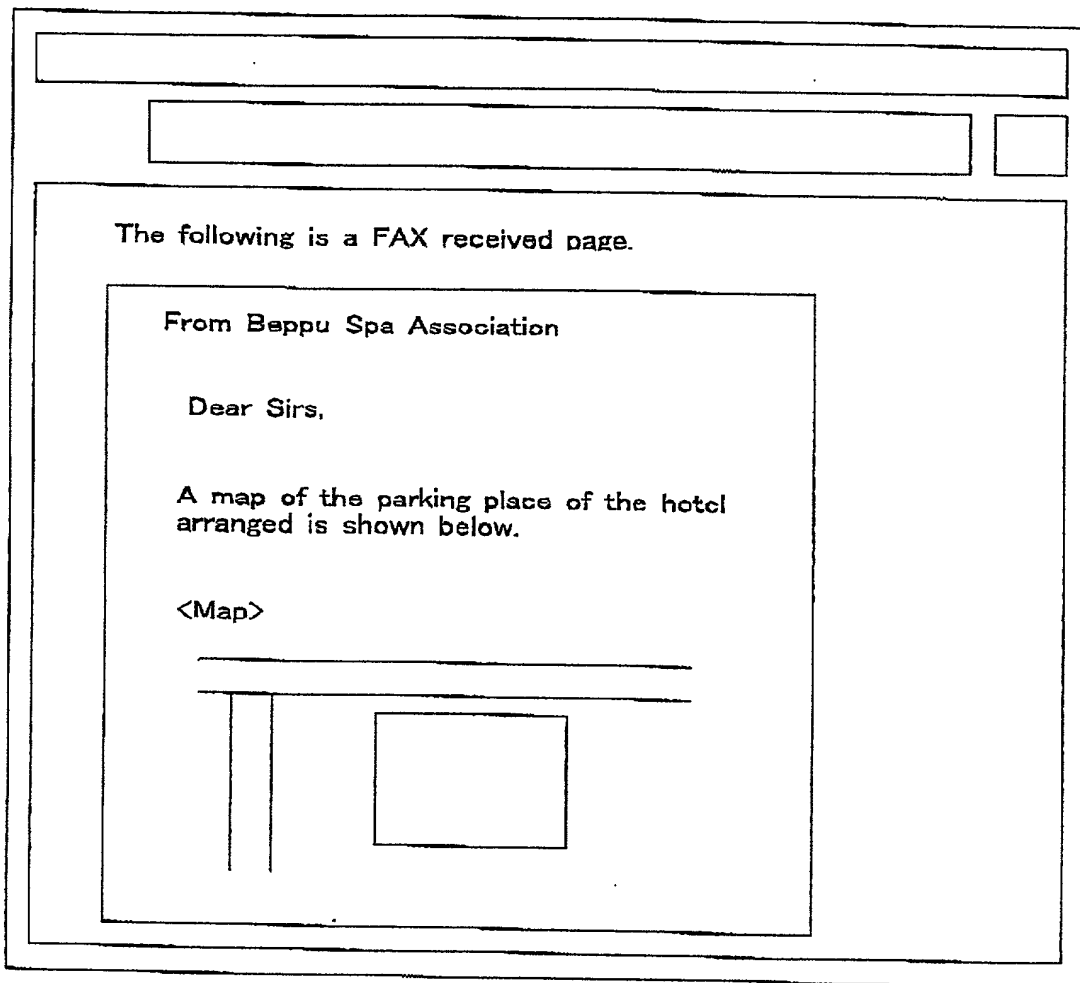 The following is a FAX received page.
From Beppu Spa Association
Dear Sirs,
A map of the parking place of the hotel
arranged is shown below.
<Map>